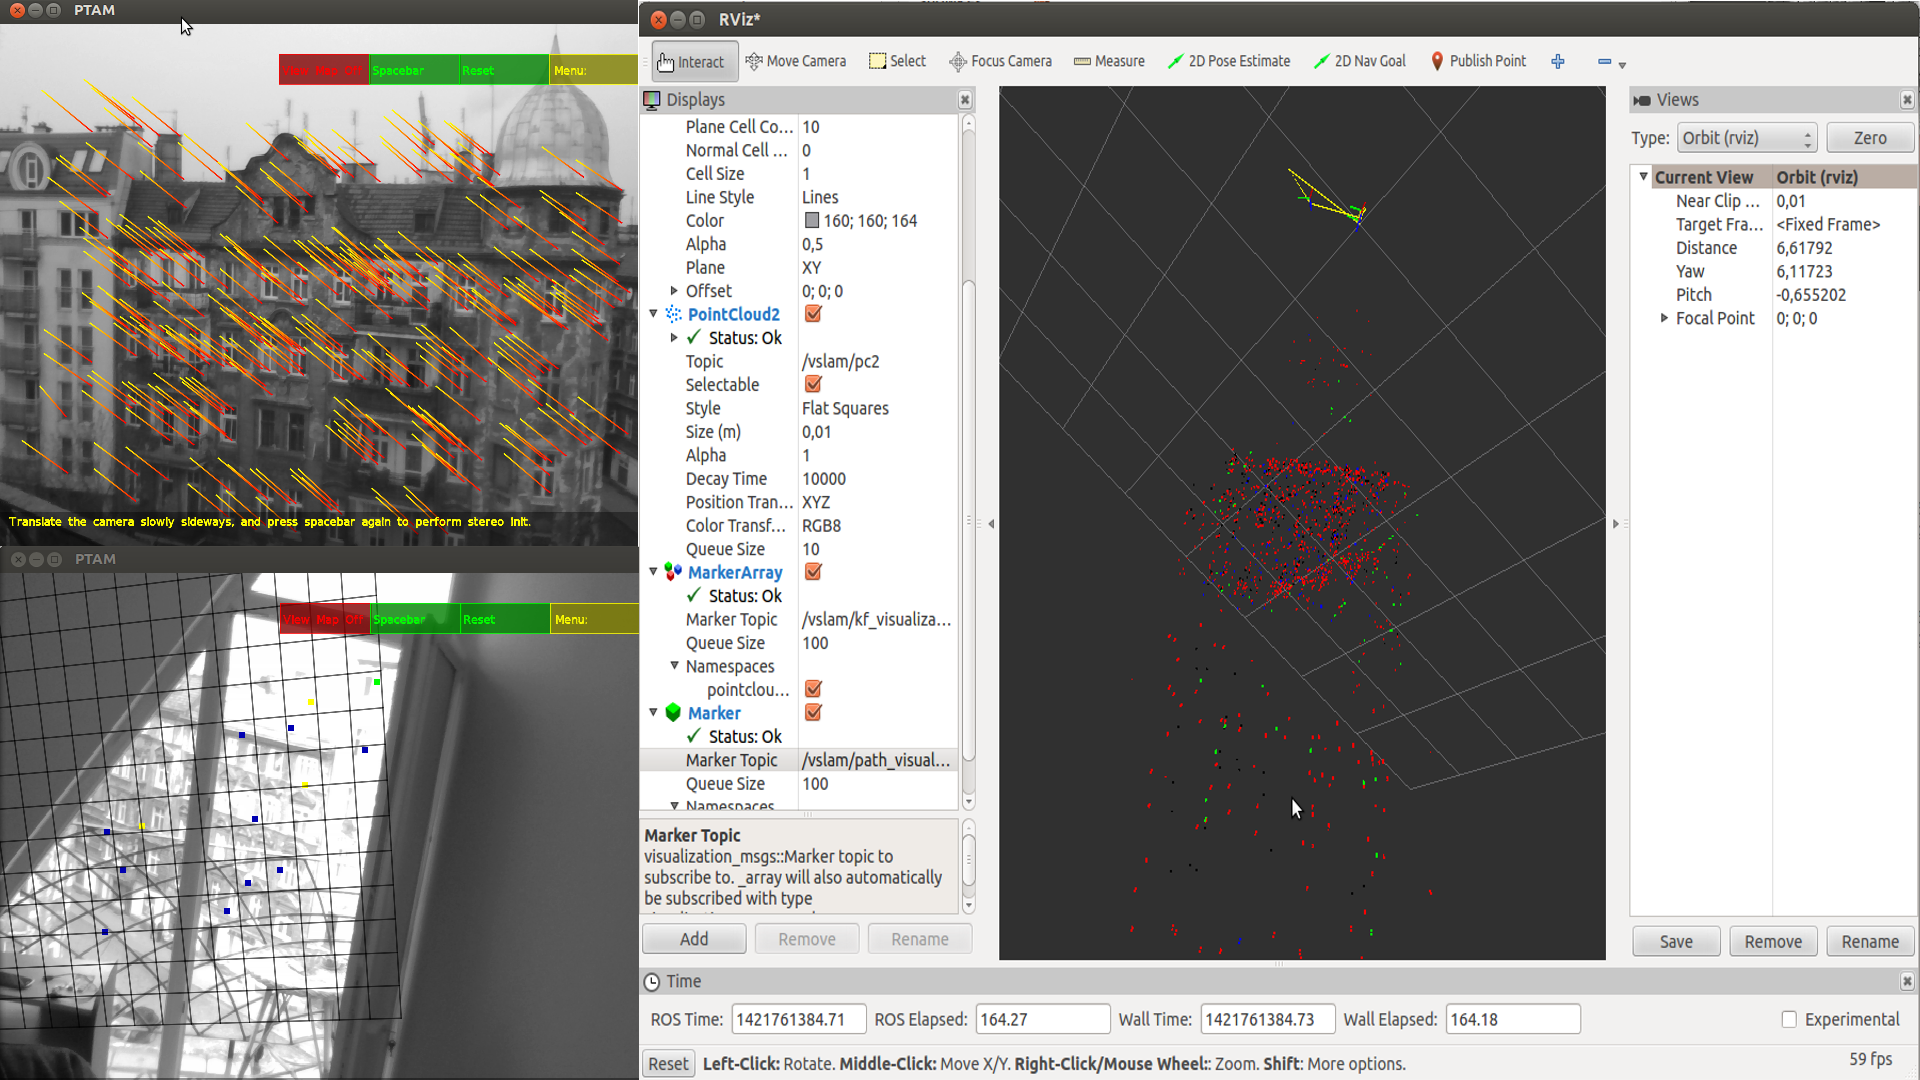 PTAM
View Map Off Spacebar Reset Menu:
Translate the camera slowly sideways, and press spacebar again to perform stereo init.
PTAM
View Map Off Spacebar Reset Menu:
RViz*
Interact Move Camera Select Focus Camera Measure 2D Pose Estimate 2D Nav Goal Publish Point
Displays
Plane Cell Co... 10
Normal Cell ... 0
Cell Size 1
Line Style Lines
Color 160; 160; 164
Alpha 0,5
Plane XY
Offset 0; 0; 0
PointCloud2
Status: Ok
Topic /vslam/pc2
Selectable
Style Flat Squares
Size (m) 0,01
Alpha 1
Decay Time 10000
Position Tran... XYZ
Color Transf... RGB8
Queue Size 10
MarkerArray
Status: Ok
Marker Topic /vslam/kf_visualiza...
Queue Size 100
Namespaces
pointclou...
Marker
Status: Ok
Marker Topic /vslam/path_visual...
Queue Size 100
Namespaces
Marker Topic
visualization_msgs::Marker topic to
subscribe to. _array will also automatically
be subscribed with type
Add Remove Rename
Views
Type: Orbit (rviz) Zero
Current View Orbit (rviz)
Near Clip ... 0,01
Target Fra... <Fixed Frame>
Distance 6,61792
Yaw 6,11723
Pitch -0,655202
Focal Point 0; 0; 0
Save Remove Rename
Time
ROS Time: 1421761384.71 ROS Elapsed: 164.27 Wall Time: 1421761384.73 Wall Elapsed: 164.18 Experimental
Reset Left-Click: Rotate. Middle-Click: Move X/Y. Right-Click/Mouse Wheel:: Zoom. Shift: More options. 59 fps